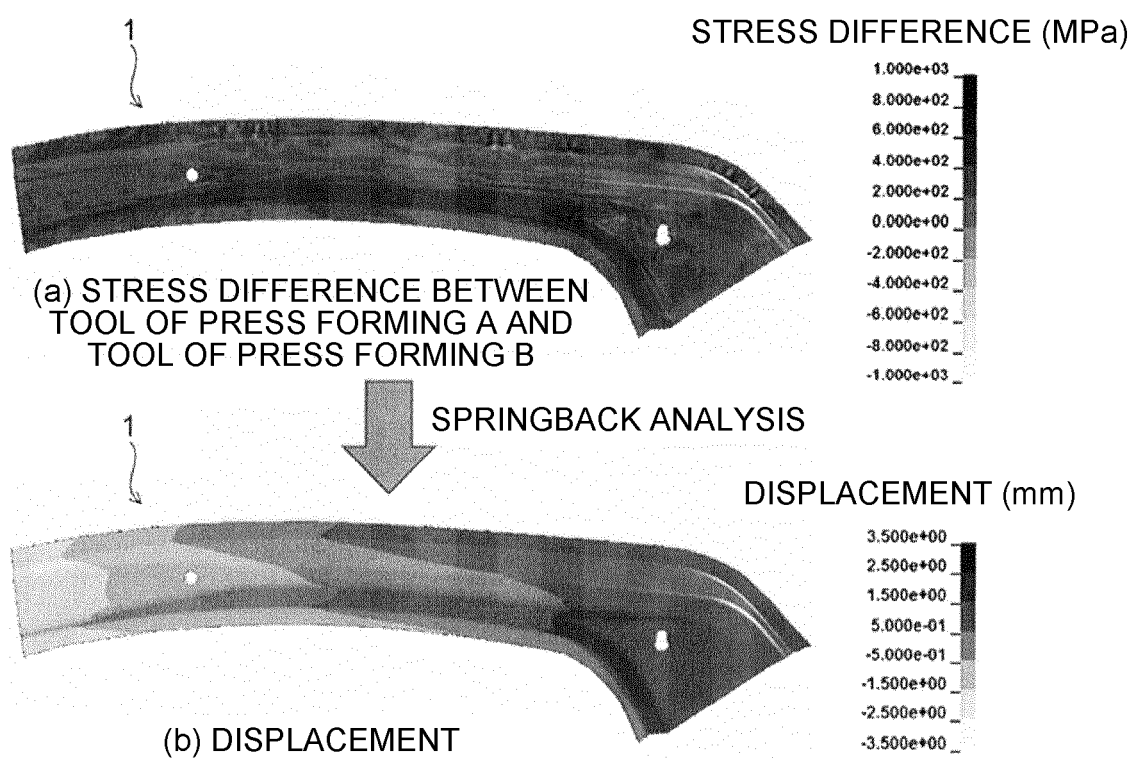 1
STRESS DIFFERENCE (MPa)
1.000e+03
8.000e+02
6.000e+02
4.000e+02
2.000e+02
0.000e+00
-2.000e+02
-4.000e+02
-6.000e+02
-8.000e+02
-1.000e+03
(a) STRESS DIFFERENCE BETWEEN
TOOL OF PRESS FORMING A AND
TOOL OF PRESS FORMING B
SPRINGBACK ANALYSIS
1
DISPLACEMENT (mm)
3.500e+00
2.500e+00
1.500e+00
5.000e-01
-5.000e-01
-1.500e+00
-2.500e+00
-3.500e+00
(b) DISPLACEMENT